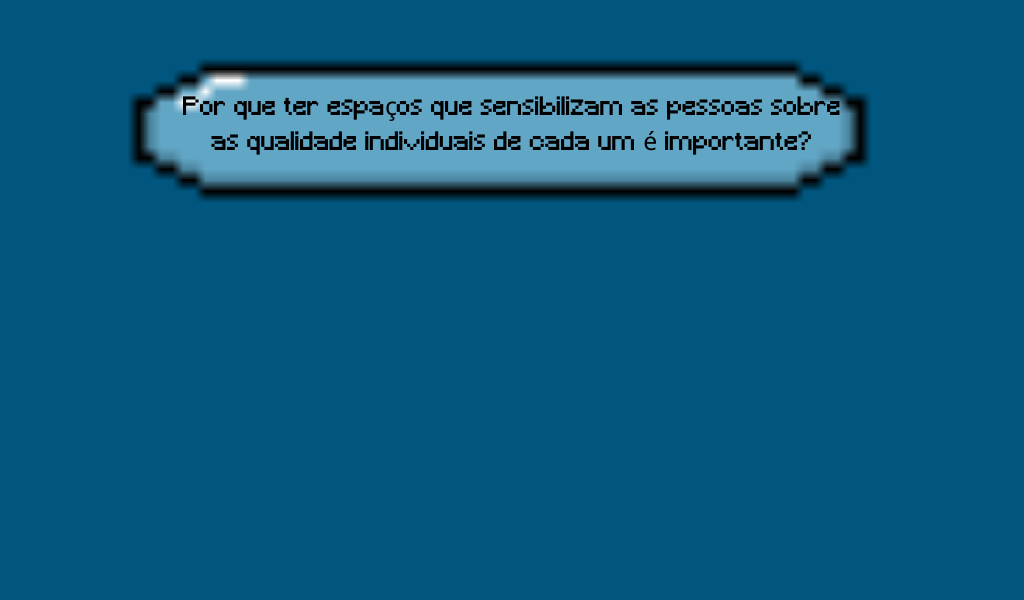 Por que ter espaços que sensibilizam as pessoas sobre
as qualidade individuais de cada um é importante?